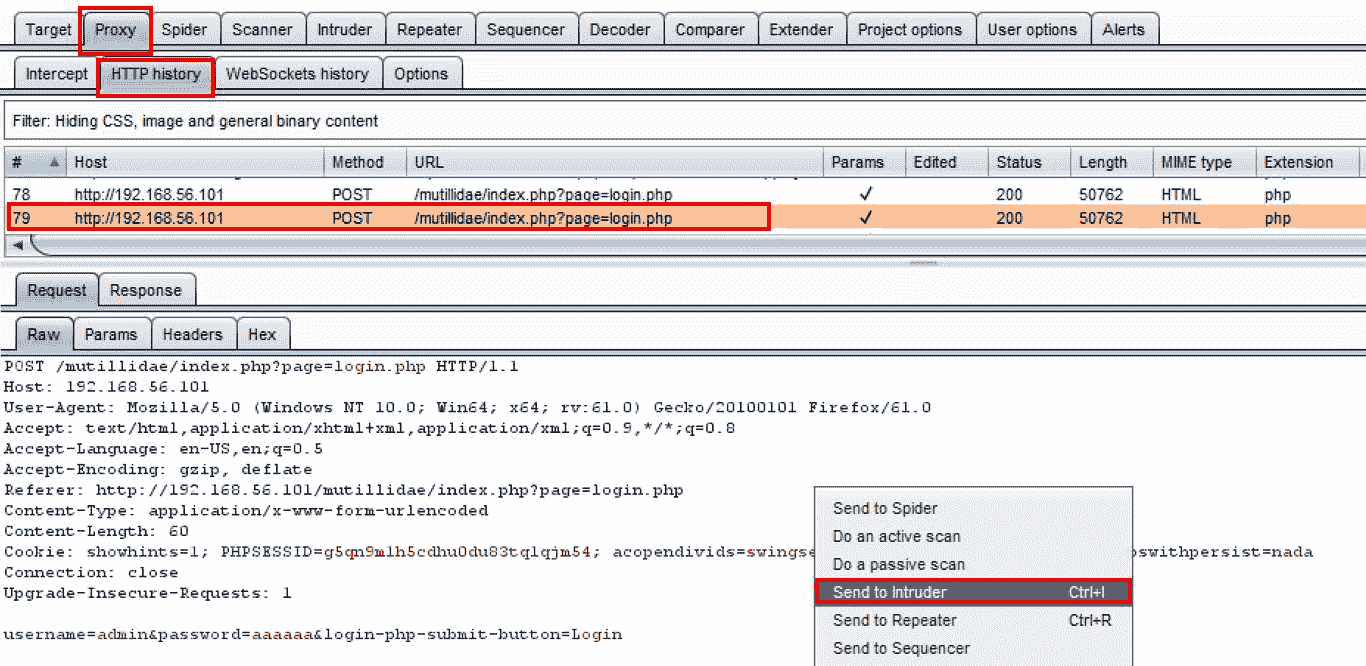 Target Proxy Spider Scanner Intruder Repeater Sequencer Decoder Comparer Extender Project options User options Alerts
Intercept HTTP history WebSockets history Options
Filter: Hiding CSS, image and general binary content
# Host Method URL Params Edited Status Length MIME type Extension
78 http://192.168.56.101 POST /mutillidae/index.php?page=login.php ✓ 200 50762 HTML php
79 http://192.168.56.101 POST /mutillidae/index.php?page=login.php ✓ 200 50762 HTML php
Request Response
Raw Params Headers Hex
POST /mutillidae/index.php?page=login.php HTTP/1.1
Host: 192.168.56.101
User-Agent: Mozilla/5.0 (Windows NT 10.0; Win64; x64; rv:61.0) Gecko/20100101 Firefox/61.0
Accept: text/html,application/xhtml+xml,application/xml;q=0.9,*/*;q=0.8
Accept-Language: en-US,en;q=0.5
Accept-Encoding: gzip, deflate
Referer: http://192.168.56.101/mutillidae/index.php?page=login.php
Content-Type: application/x-www-form-urlencoded
Content-Length: 60
Cookie: showhints=1; PHPSESSID=g5qn9m1h5cdhu0du83tqlqjm54; acopendivids=swingse swithpersist=nada
Connection: close
Upgrade-Insecure-Requests: 1
username=admin&password=aaaaaa&login-php-submit-button=Login
Send to Spider
Do an active scan
Do a passive scan
Send to Intruder Ctrl+I
Send to Repeater Ctrl+R
Send to Sequencer